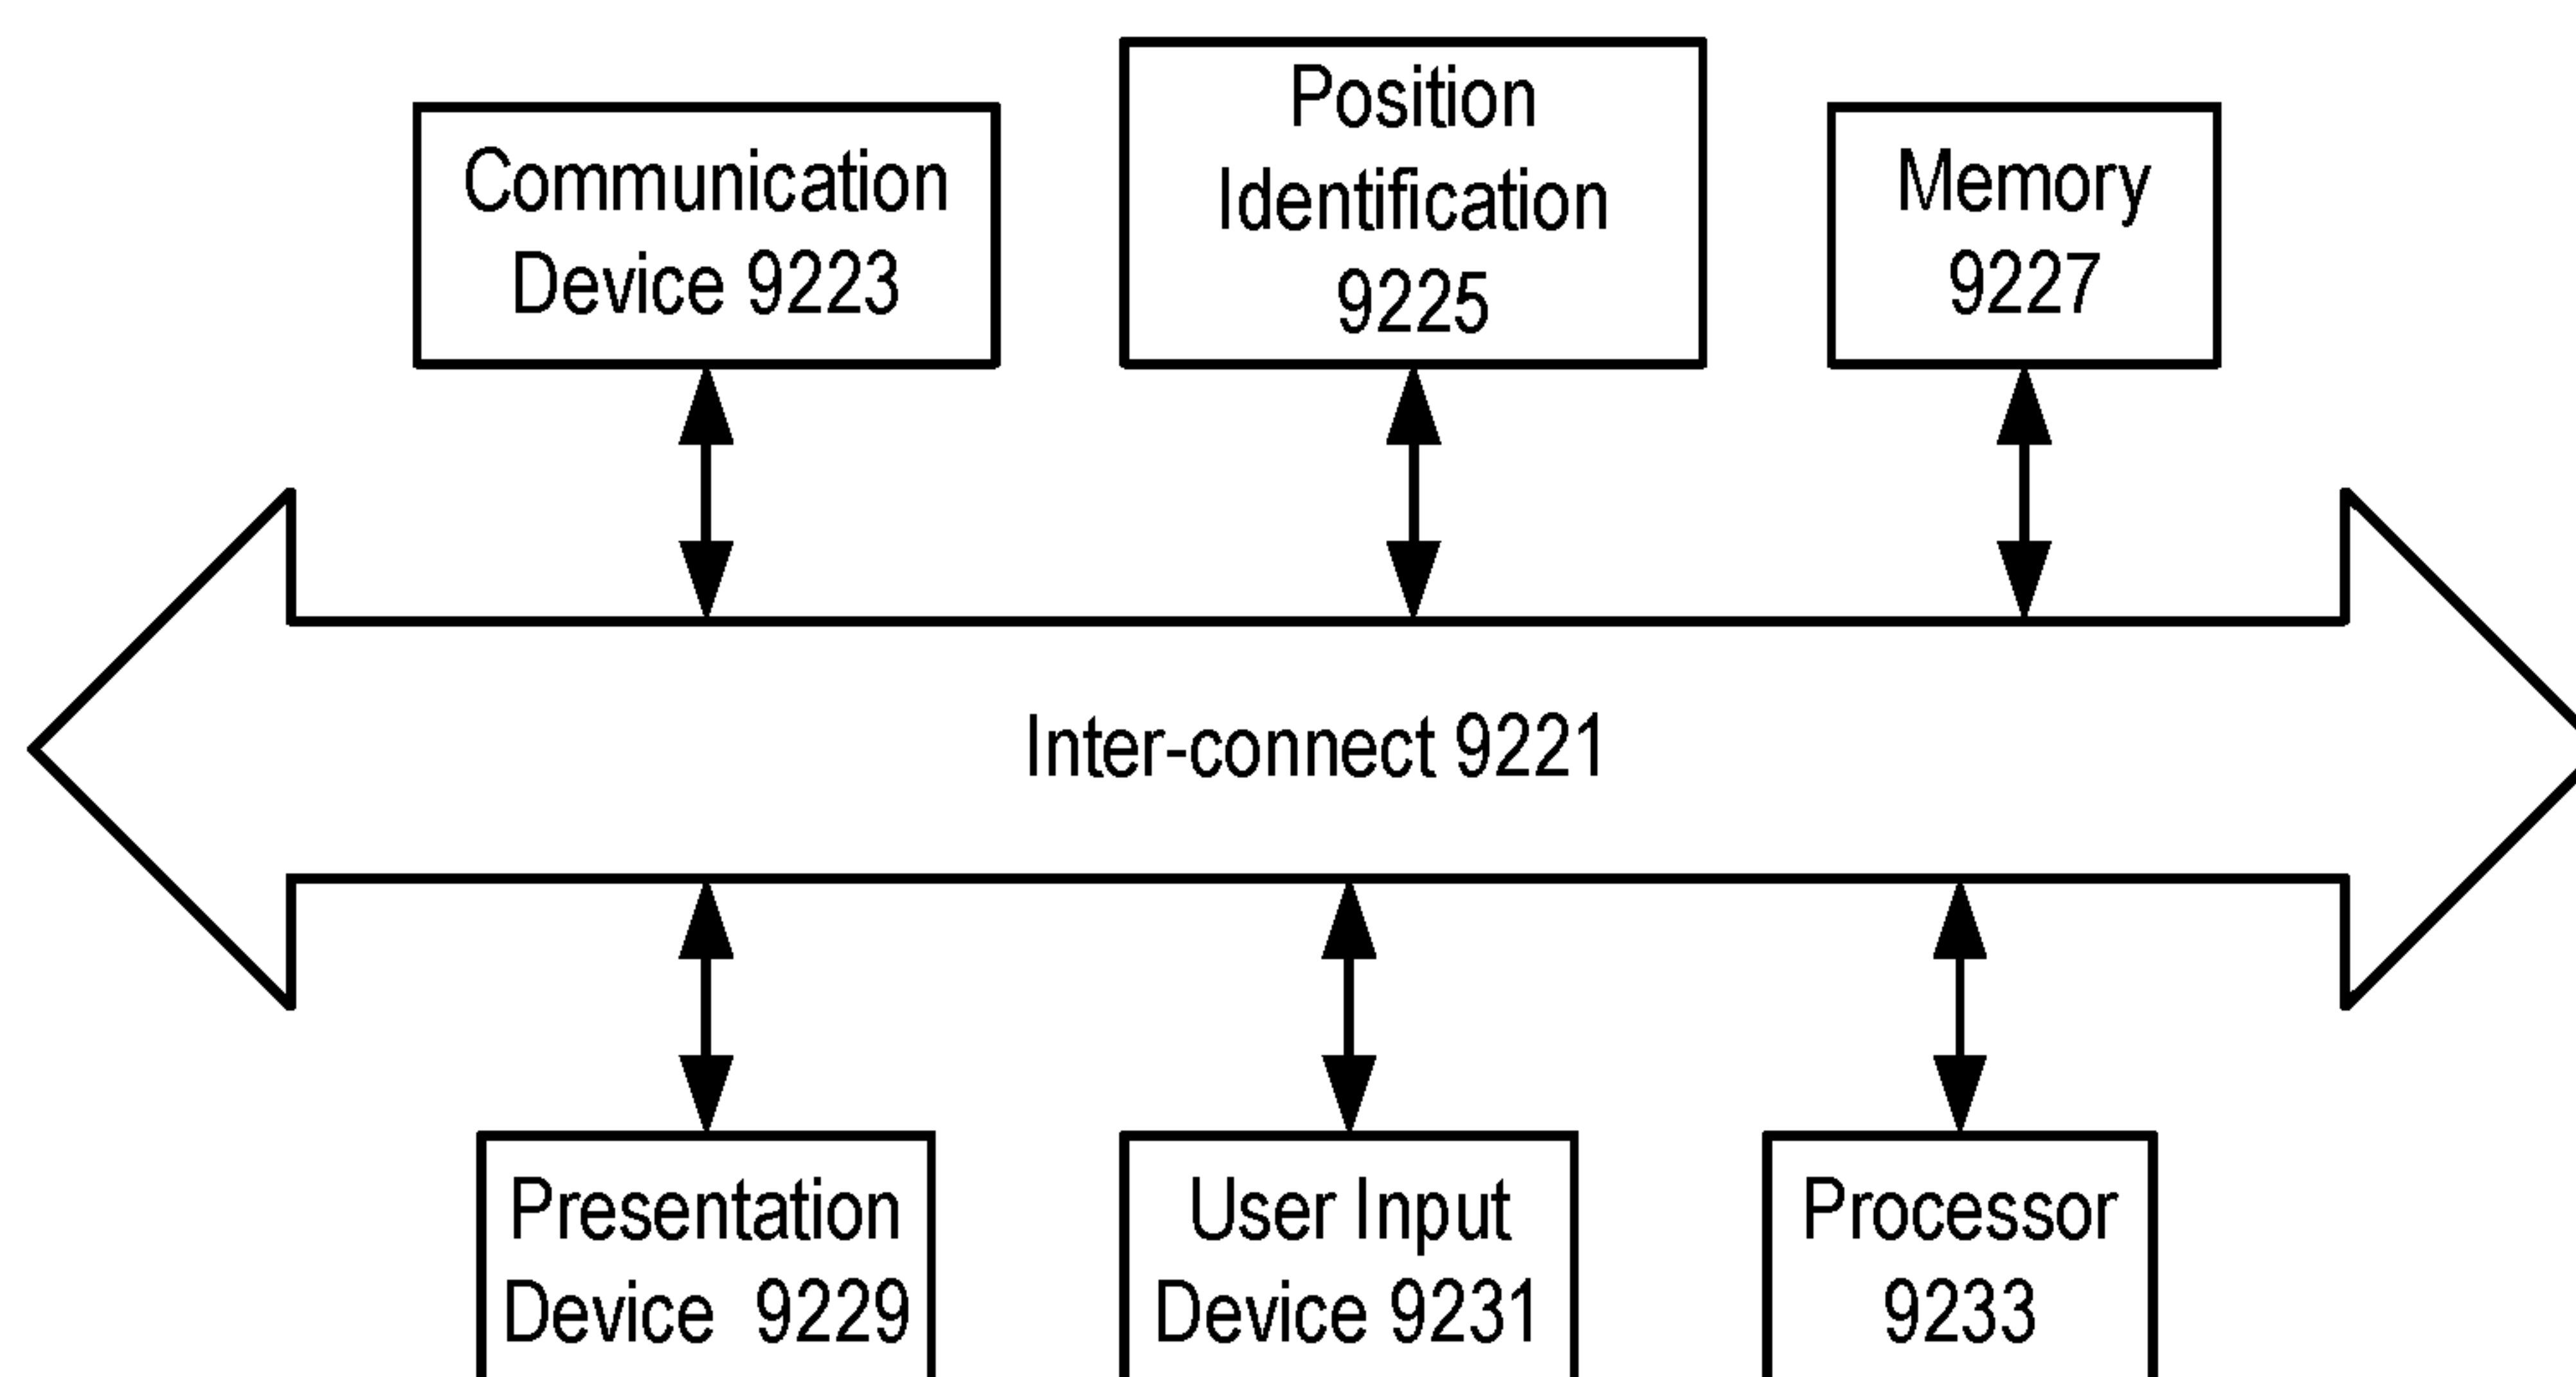 Communication
Device 9223
Position
Identification
9225
Memory
9227
Inter-connect 9221
Presentation
Device  9229
User Input
Device 9231
Processor
9233